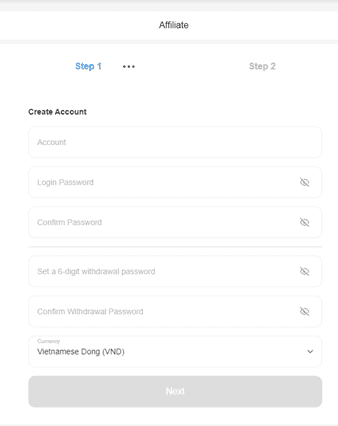 Affiliate
Step 1 ••• Step 2
Create Account
Account
Login Password
Confirm Password
Set a 6-digit withdrawal password
Confirm Withdrawal Password
Currency
Vietnamese Dong (VND)
Next